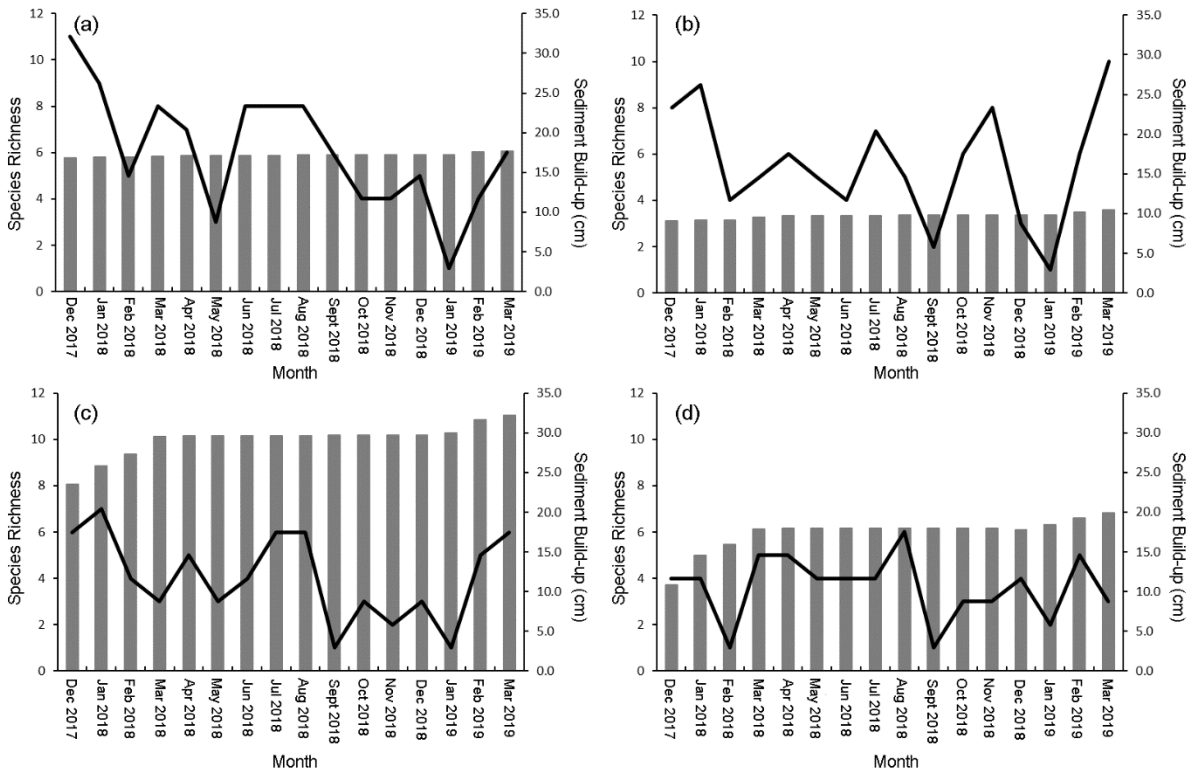 (a)
Species Richness
12
10
8
6
4
2
0
35.0
30.0
25.0
20.0
15.0
10.0
5.0
0.0
Sediment Build-up (cm)
Dec 2017
Jan 2018
Feb 2018
Mar 2018
Apr 2018
May 2018
Jun 2018
Jul 2018
Aug 2018
Sept 2018
Oct 2018
Nov 2018
Dec 2018
Jan 2019
Feb 2019
Mar 2019
Month
(b)
Species Richness
12
10
8
6
4
2
0
35.0
30.0
25.0
20.0
15.0
10.0
5.0
0.0
Sediment Build-up (cm)
Dec 2017
Jan 2018
Feb 2018
Mar 2018
Apr 2018
May 2018
Jun 2018
Jul 2018
Aug 2018
Sept 2018
Oct 2018
Nov 2018
Dec 2018
Jan 2019
Feb 2019
Mar 2019
Month
(c)
Species Richness
12
10
8
6
4
2
0
35.0
30.0
25.0
20.0
15.0
10.0
5.0
0.0
Sediment Build-up (cm)
Dec 2017
Jan 2018
Feb 2018
Mar 2018
Apr 2018
May 2018
Jun 2018
Jul 2018
Aug 2018
Sept 2018
Oct 2018
Nov 2018
Dec 2018
Jan 2019
Feb 2019
Mar 2019
Month
(d)
Species Richness
12
10
8
6
4
2
0
35.0
30.0
25.0
20.0
15.0
10.0
5.0
0.0
Sediment Build-up (cm)
Dec 2017
Jan 2018
Feb 2018
Mar 2018
Apr 2018
May 2018
Jun 2018
Jul 2018
Aug 2018
Sept 2018
Oct 2018
Nov 2018
Dec 2018
Jan 2019
Feb 2019
Mar 2019
Month